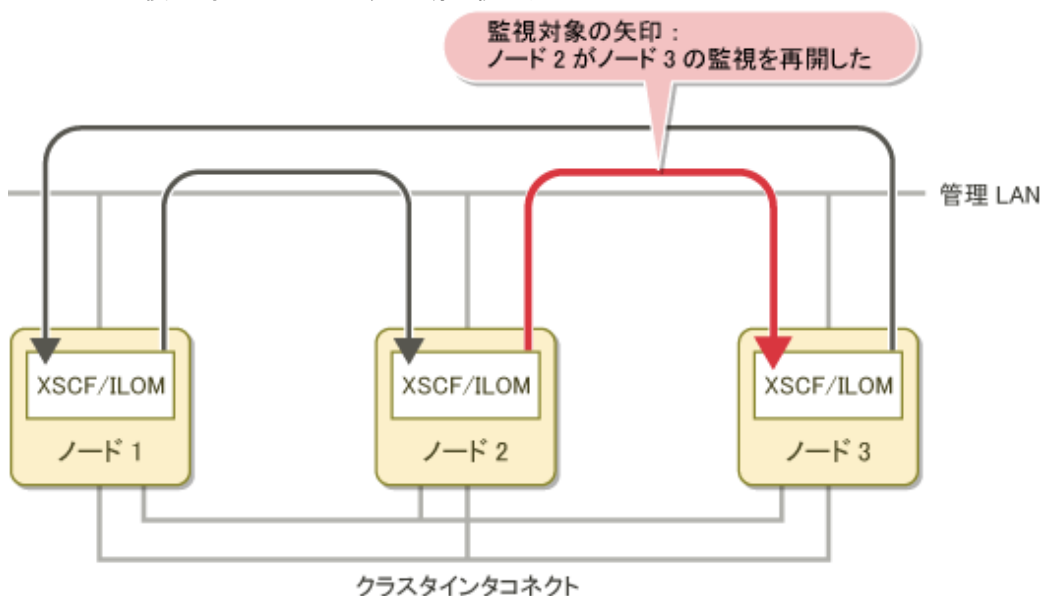 監視対象の矢印：
ノード 2 がノード 3 の監視を再開した
管理 LAN
XSCF/ILOM
XSCF/ILOM
XSCF/ILOM
ノード 1
ノード 2
ノード 3
クラスタインタコネクト